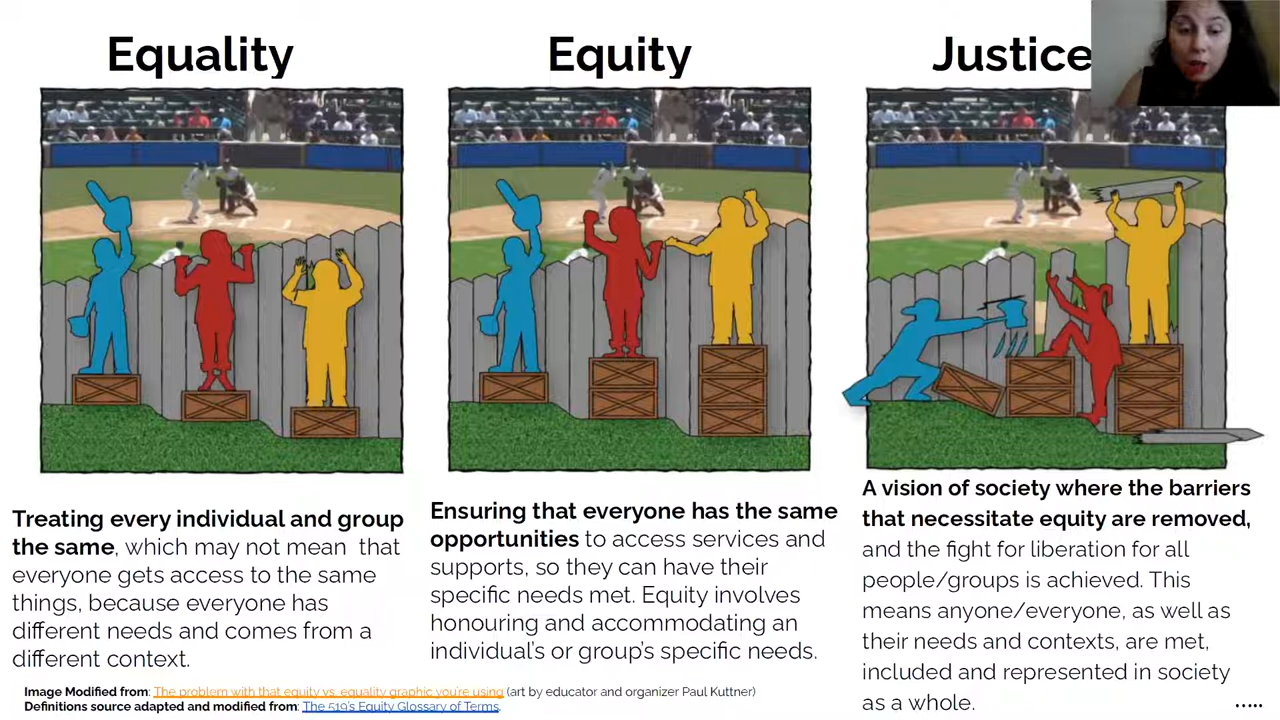 Equality
Equity
Justice
Treating every individual and group
the same, which may not mean that
everyone gets access to the same
things, because everyone has
different needs and comes from a
different context.
Ensuring that everyone has the same
opportunities to access services and
supports, so they can have their
specific needs met. Equity involves
honouring and accommodating an
individual's or group's specific needs.
A vision of society where the barriers
that necessitate equity are removed,
and the fight for liberation for all
people/groups is achieved. This
means anyone/everyone, as well as
their needs and contexts, are met,
included and represented in society
as a whole.
Image Modified from: The problem with that equity vs. equality graphic you're using (art by educator and organizer Paul Kuttner)
Definitions source adapted and modified from: The 519's Equity Glossary of Terms.
.....